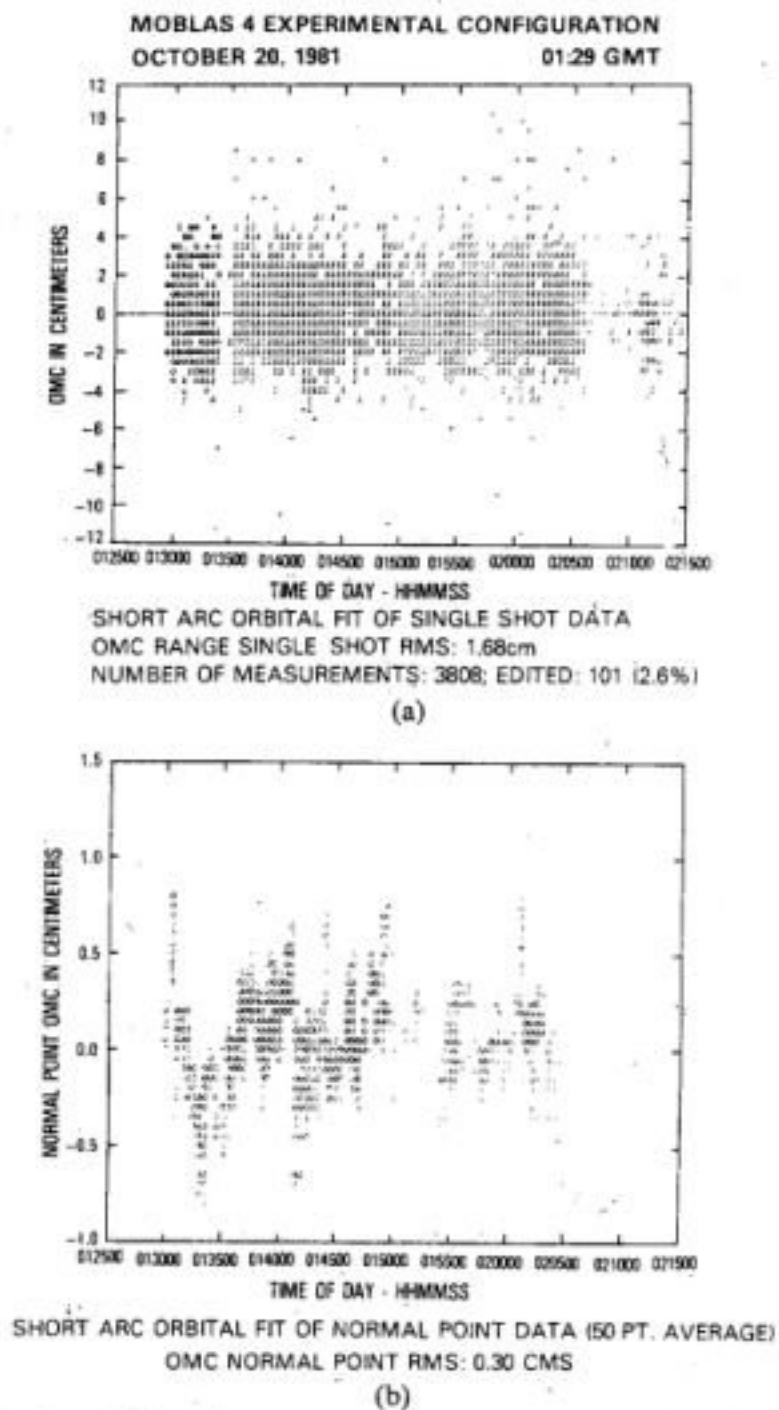 MOBLAS 4 EXPERIMENTAL CONFIGURATION
OCTOBER 20, 1981 01:29 GMT
12
10
8
6
4
2
0
-2
-4
-6
-8
-10
-12
OMC IN CENTIMETERS
012500 013000 013500 014000 014500 015000 015500 020000 020500 021000 021500
TIME OF DAY - HHMMSS
SHORT ARC ORBITAL FIT OF SINGLE SHOT DATA
OMC RANGE SINGLE SHOT RMS: 1.68cm
NUMBER OF MEASUREMENTS: 3808; EDITED: 101 (2.6%)
(a)
1.5
1.0
0.5
0.0
-0.5
-1.0
NORMAL POINT OMC IN CENTIMETERS
012500 013000 013500 014000 014500 015000 015500 020000 020500 021000 021500
TIME OF DAY - HHMMSS
SHORT ARC ORBITAL FIT OF NORMAL POINT DATA (50 PT. AVERAGE)
OMC NORMAL POINT RMS: 0.30 CMS
(b)